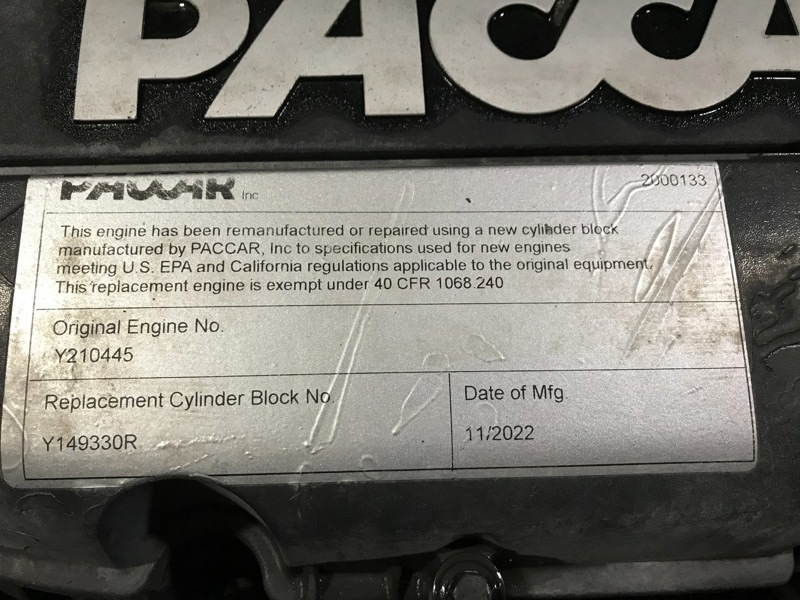 PACCA
PACCAR Inc
2000133
This engine has been remanufactured or repaired using a new cylinder block
manufactured by PACCAR, Inc to specifications used for new engines
meeting U.S. EPA and California regulations applicable to the original equipment.
This replacement engine is exempt under 40 CFR 1068.240
Original Engine No.
Y210445
Replacement Cylinder Block No.
Y149330R
Date of Mfg.
11/2022